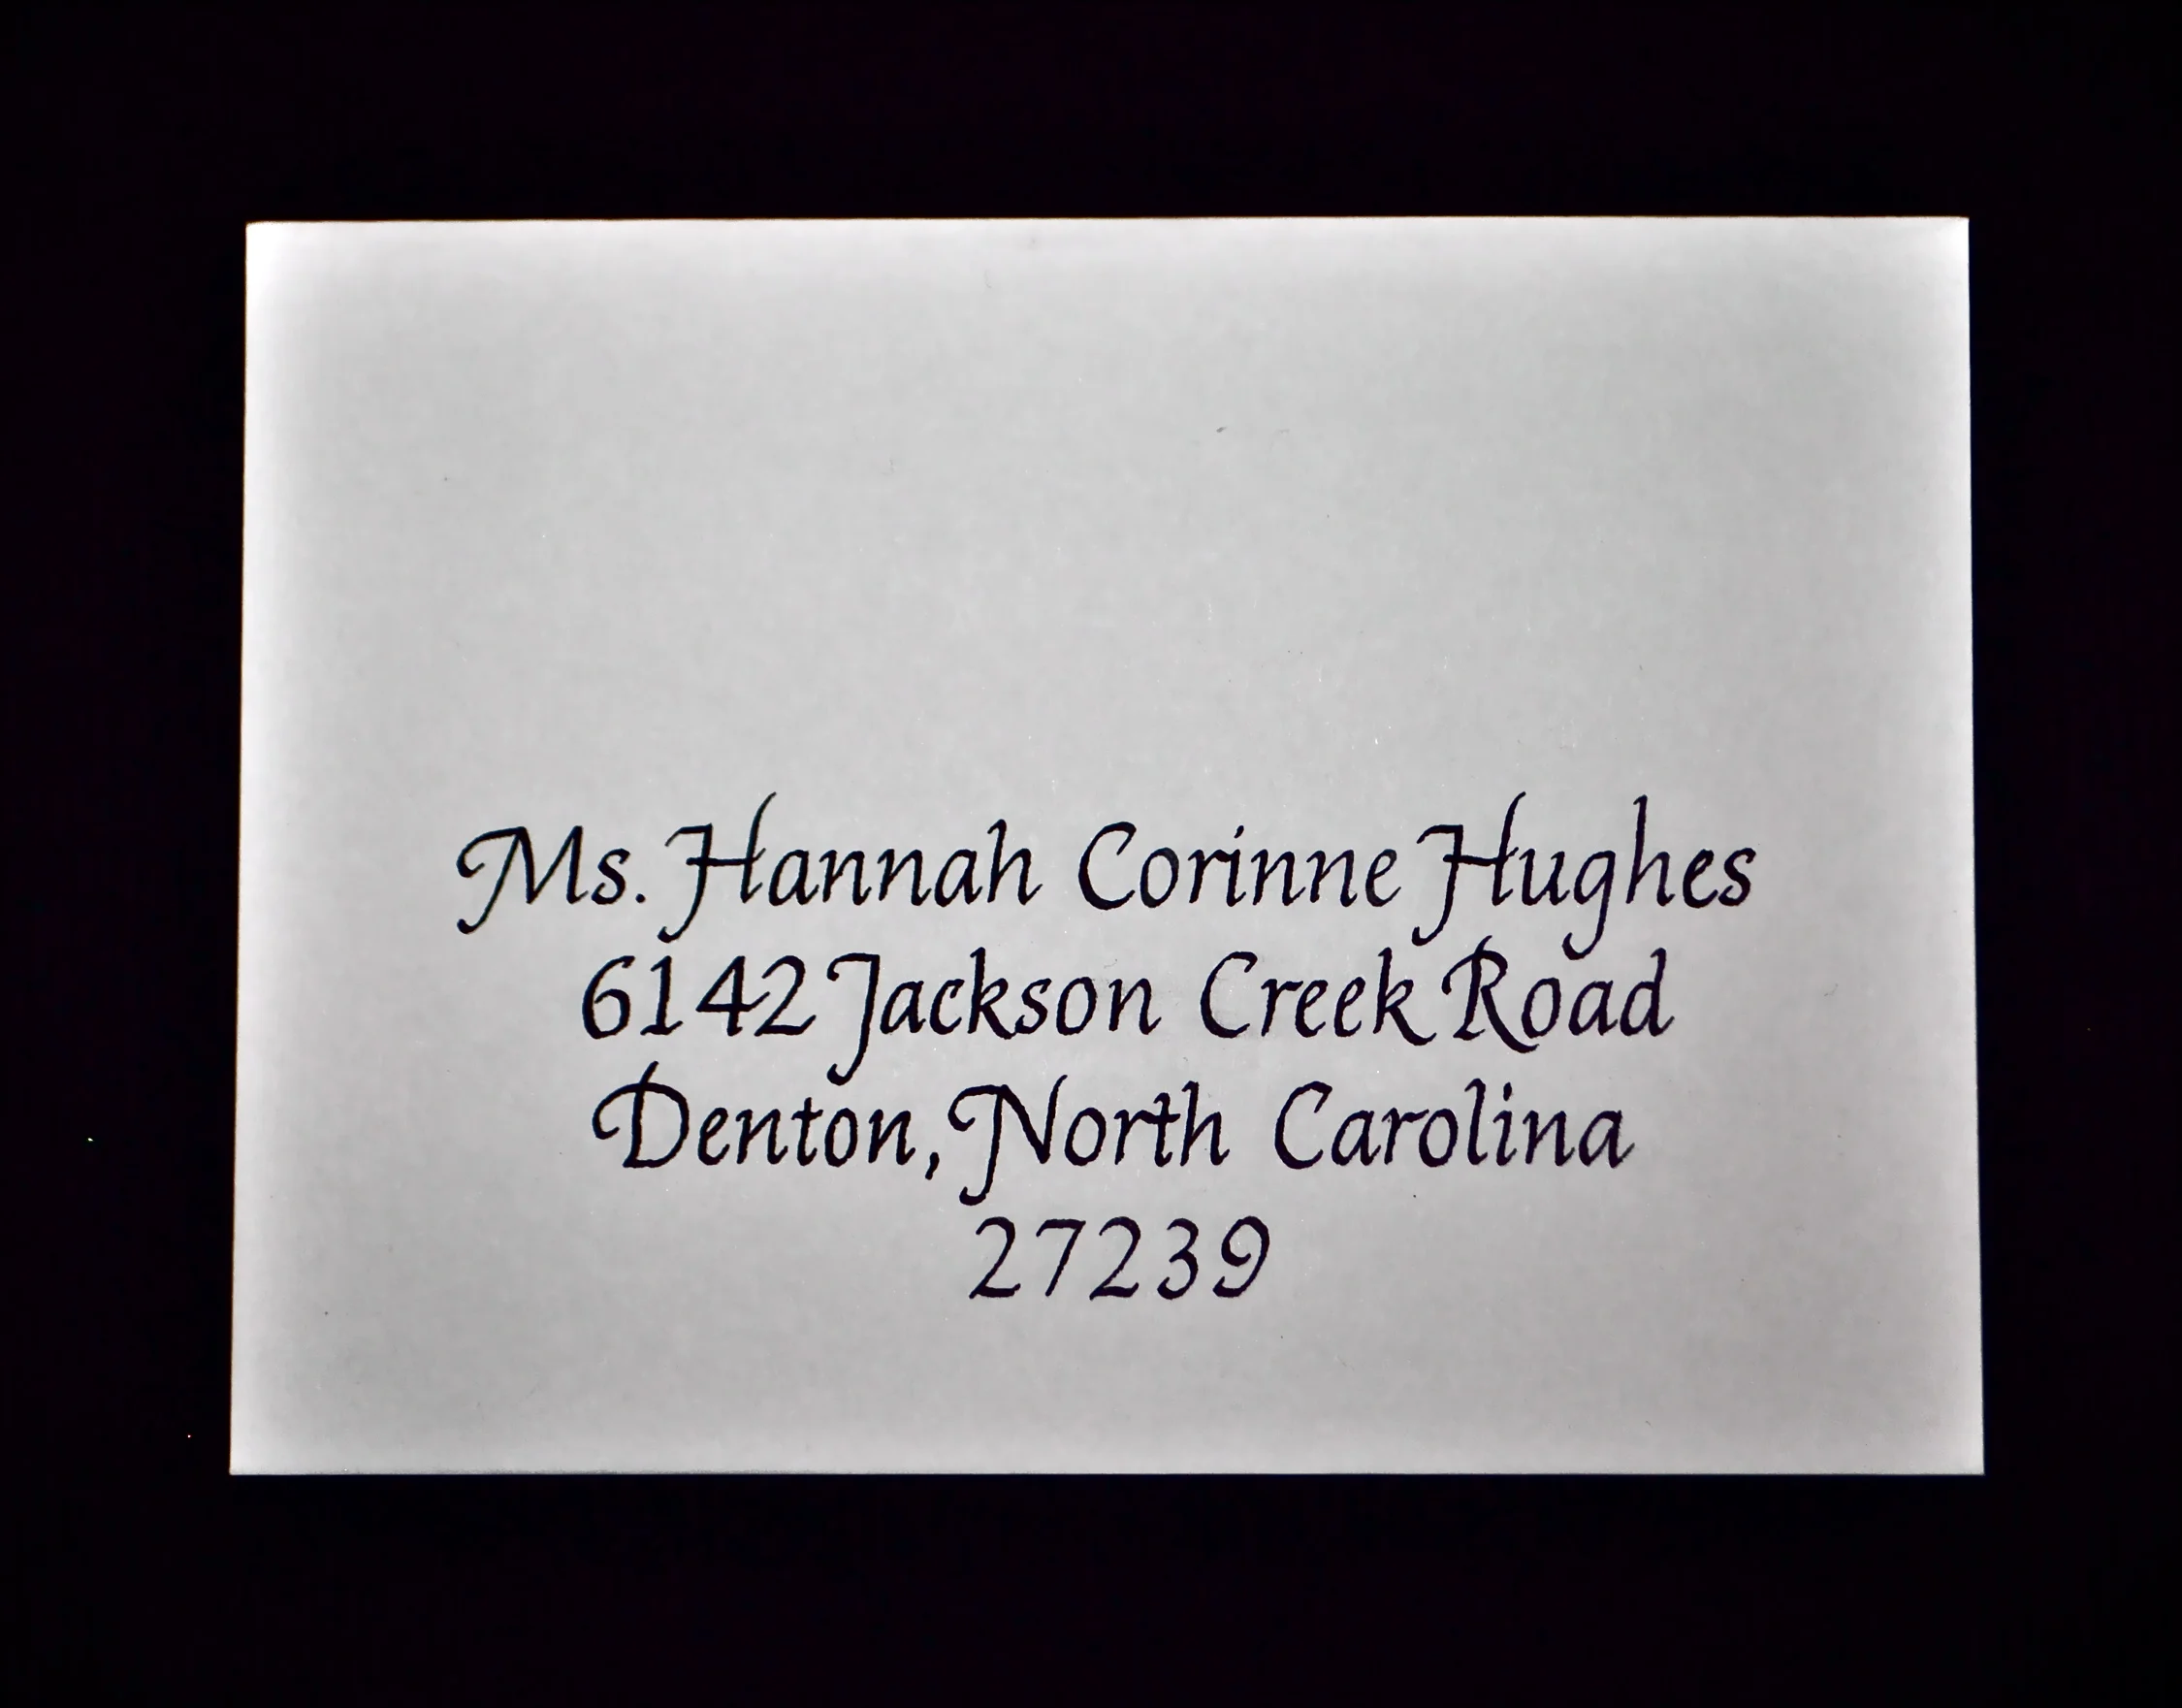 Ms. Hannah Corinne Hughes
6142 Jackson Creek Road
Denton, North Carolina
27239